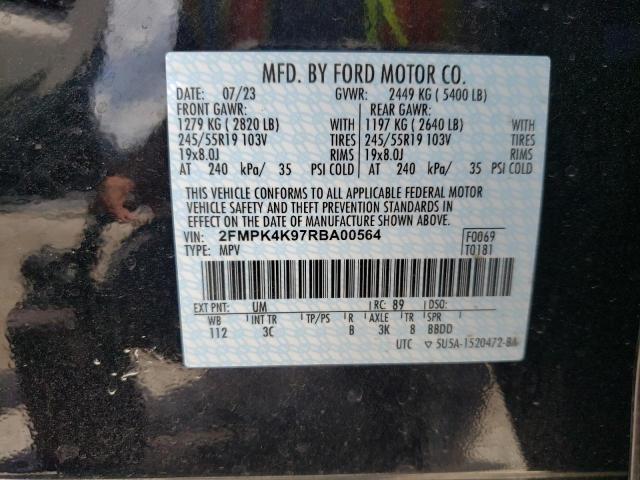 MFD. BY FORD MOTOR CO.
DATE: 07/23 GVWR: 2449 KG ( 5400 LB)
FRONT GAWR: REAR GAWR:
1279 KG ( 2820 LB) WITH 1197 KG ( 2640 LB) WITH
245/55R19 103V TIRES 245/55R19 103V TIRES
19x8.0J RIMS 19x8.0J RIMS
AT 240 kPa/ 35 PSI COLD AT 240 kPa/ 35 PSI COLD
THIS VEHICLE CONFORMS TO ALL APPLICABLE FEDERAL MOTOR
VEHICLE SAFETY AND THEFT PREVENTION STANDARDS IN
EFFECT ON THE DATE OF MANUFACTURE SHOWN ABOVE.
VIN: 2FMPK4K97RBA00564 F0069
TYPE: MPV T0181
EXT PNT: UM RC: 89 DSO:
WB INT TR TP/PS R AXLE TR SPR
112 3C B 3K 8 BBDD
UTC ▽ 5U5A-1520472-BA